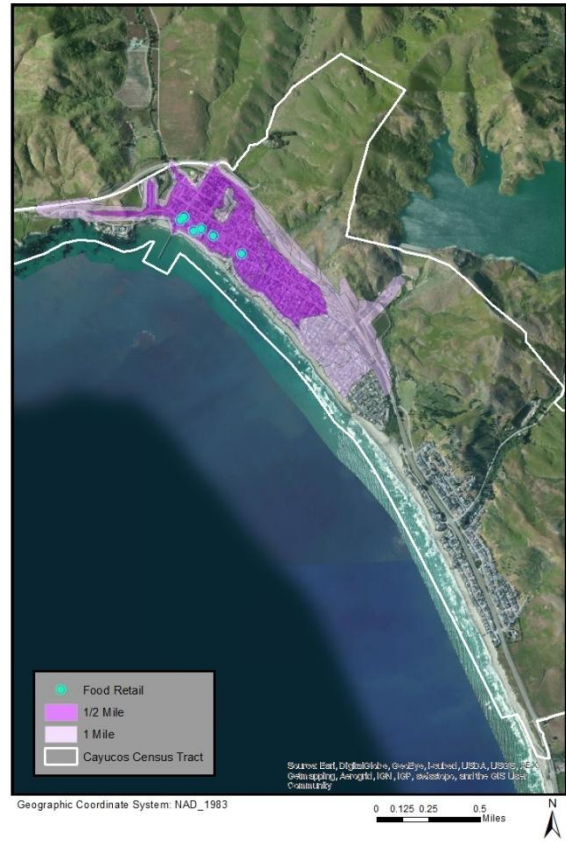 Food Retail
1/2 Mile
1 Mile
Cayucos Census Tract
Source: Esri, DigitalGlobe, GeoEye, i-cubed, USDA, USGS, AEX,
Getmapping, Aerogrid, IGN, IGP, swisstopo, and the GIS User
Community
Geographic Coordinate System: NAD_1983
0 0.125 0.25 0.5
Miles
N